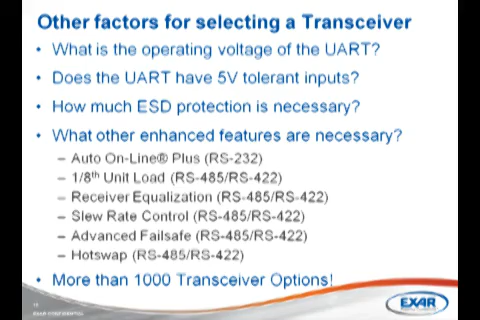 Other factors for selecting a Transceiver
• What is the operating voltage of the UART?
• Does the UART have 5V tolerant inputs?
• How much ESD protection is necessary?
• What other enhanced features are necessary?
– Auto On-Line® Plus (RS-232)
– 1/8th Unit Load (RS-485/RS-422)
– Receiver Equalization (RS-485/RS-422)
– Slew Rate Control (RS-485/RS-422)
– Advanced Failsafe (RS-485/RS-422)
– Hotswap (RS-485/RS-422)
• More than 1000 Transceiver Options!
EXAR